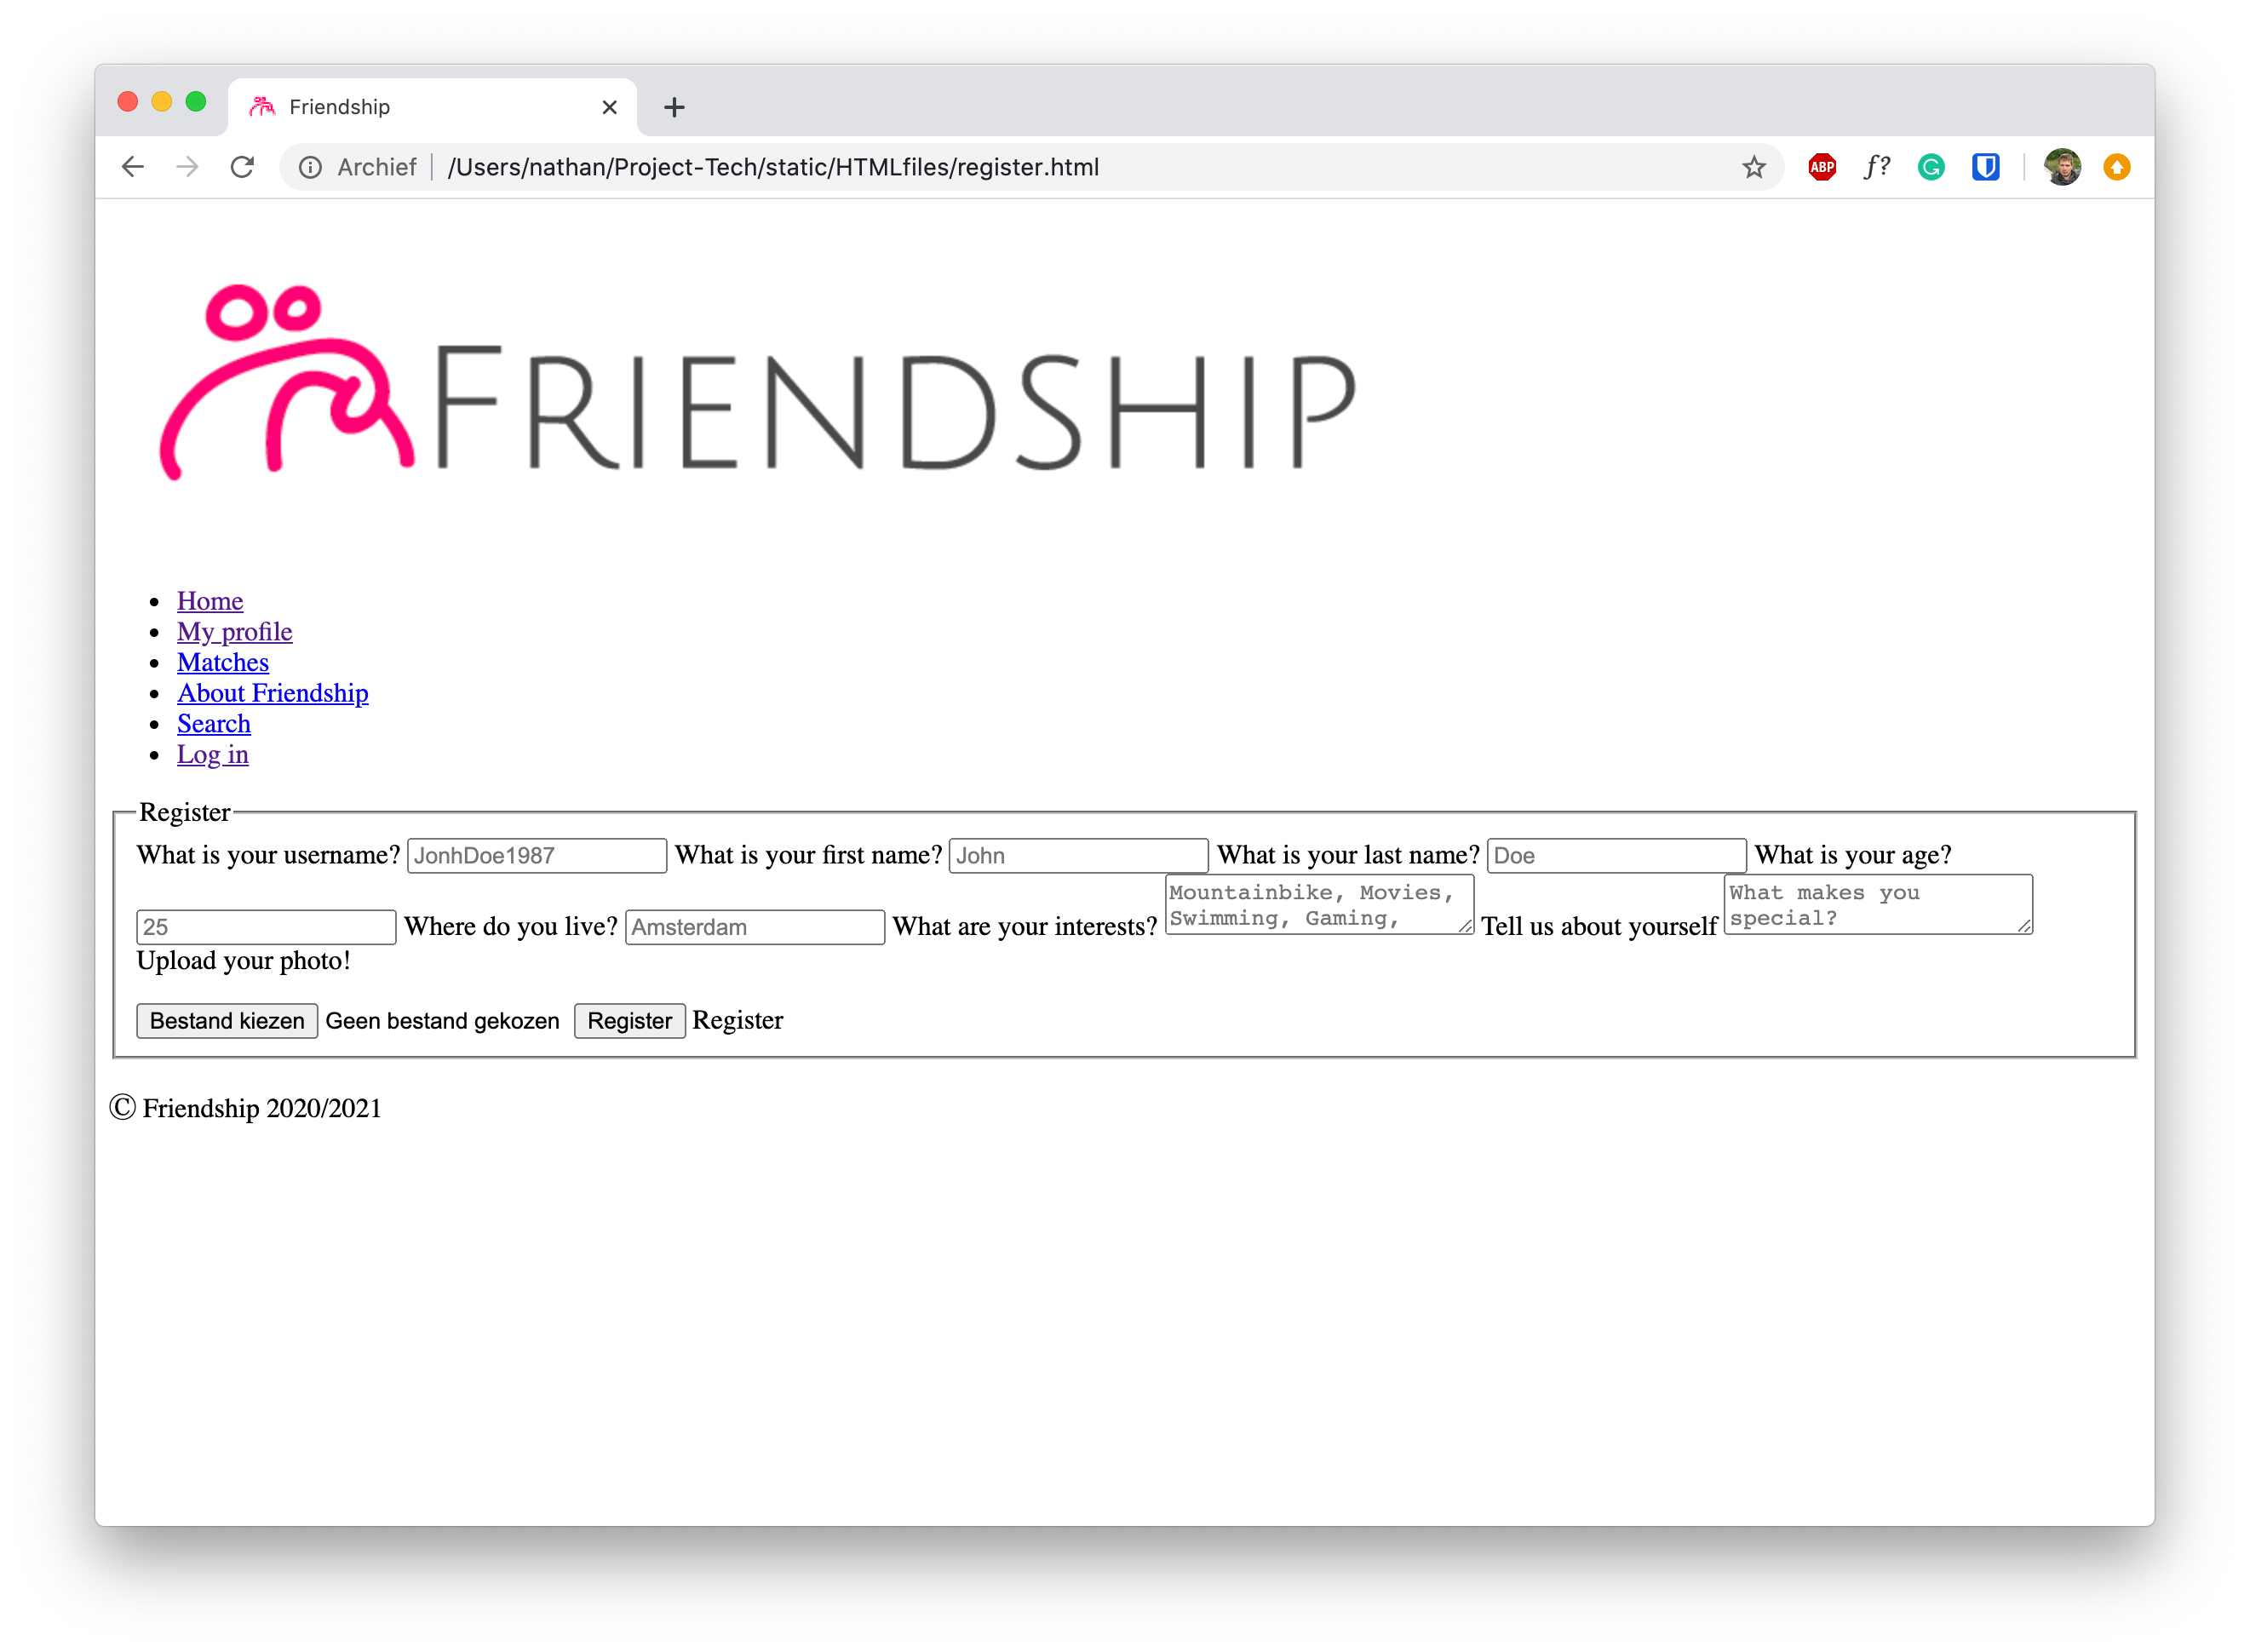 Friendship
Archief /Users/nathan/Project-Tech/static/HTMLfiles/register.html
ABP f?
FRIENDSHIP
Home
My profile
Matches
About Friendship
Search
Log in
Register
What is your username? JonhDoe1987 What is your first name? John What is your last name? Doe What is your age?
25 Where do you live? Amsterdam What are your interests? Mountainbike, Movies, Swimming, Gaming, Tell us about yourself What makes you special?
Upload your photo!
Bestand kiezen Geen bestand gekozen Register Register
© Friendship 2020/2021